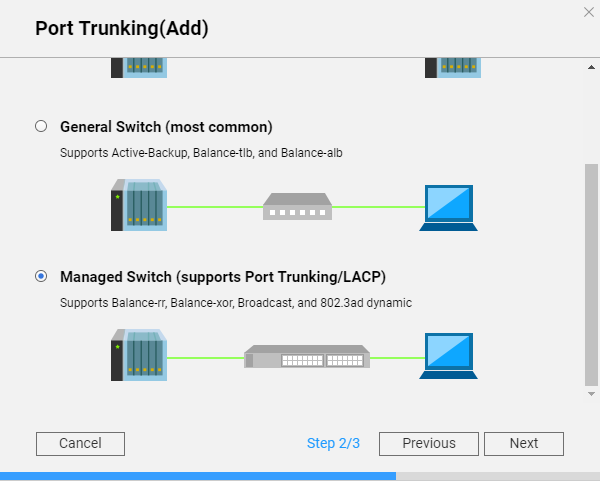 Port Trunking(Add)
General Switch (most common)
Supports Active-Backup, Balance-tlb, and Balance-alb
Managed Switch (supports Port Trunking/LACP)
Supports Balance-rr, Balance-xor, Broadcast, and 802.3ad dynamic
Cancel
Step 2/3
Previous
Next